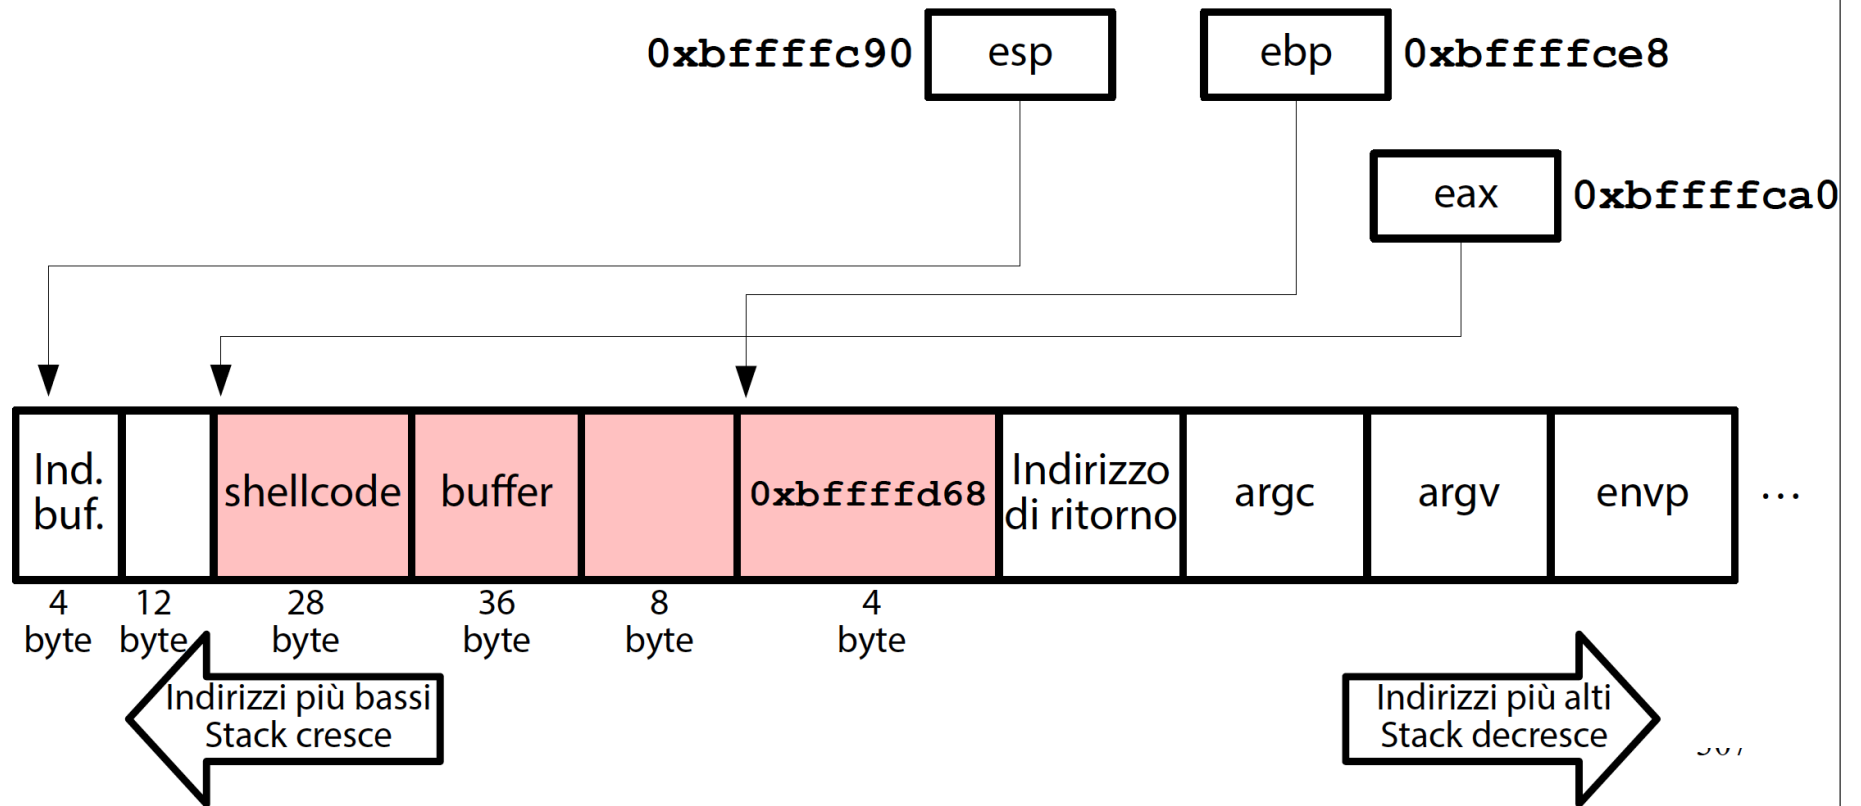 0xbffffc90 esp ebp 0xbffffce8
eax 0xbffffca0
Ind.
buf.
shellcode
buffer
0xbffffd68
Indirizzo
di ritorno
argc
argv
envp
...
4
byte
12
byte
28
byte
36
byte
8
byte
4
byte
Indirizzi più bassi
Stack cresce
Indirizzi più alti
Stack decresce